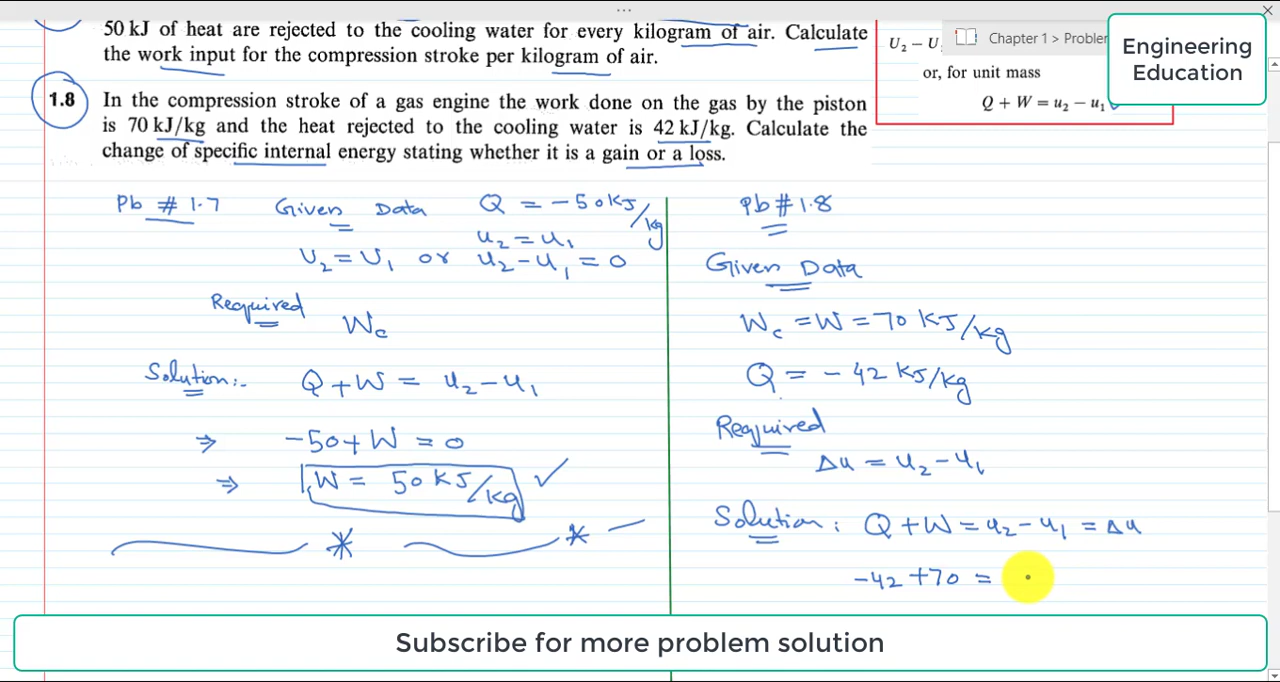 50 kJ of heat are rejected to the cooling water for every kilogram of air. Calculate
the work input for the compression stroke per kilogram of air.
1.8 In the compression stroke of a gas engine the work done on the gas by the piston
is 70 kJ/kg and the heat rejected to the cooling water is 42 kJ/kg. Calculate the
change of specific internal energy stating whether it is a gain or a loss.
U₂ − U
Chapter 1 > Probler
or, for unit mass
Q + W = u₂ − u₁
Engineering
Education
Pb # 1.7 Given Data Q = -50 kJ/kg
u₂ = u₁
U₂ = U₁ or u₂ - u₁ = 0
Required
Wc
Solution:- Q + W = u₂ - u₁
⇒ -50 + W = 0
⇒ W = 50 kJ/kg ✓
Pb # 1.8
Given Data
Wc = W = 70 kJ/kg
Q = - 42 kJ/kg
Required
Δu = u₂ - u₁
Solution: Q + W = u₂ - u₁ = Δu
-42 + 70 =
Subscribe for more problem solution